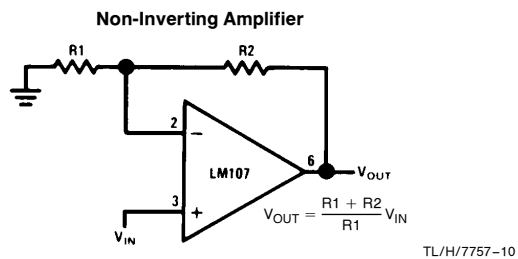 Non-Inverting Amplifier
R1
R2
2
−
LM107
6
V_OUT
3
+
V_OUT = (R1 + R2)/R1 V_IN
V_IN
TL/H/7757–10